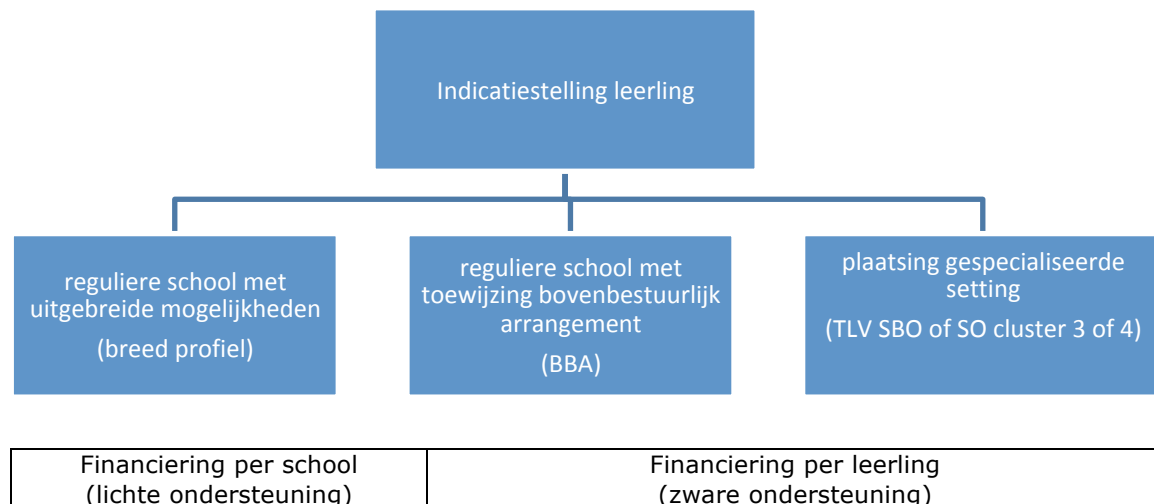 Indicatiestelling leerling
reguliere school met
uitgebreide mogelijkheden
(breed profiel)
reguliere school met
toewijzing bovenbestuurlijk
arrangement
(BBA)
plaatsing gespecialiseerde
setting
(TLV SBO of SO cluster 3 of 4)
Financiering per school
(lichte ondersteuning)
Financiering per leerling
(zware ondersteuning)